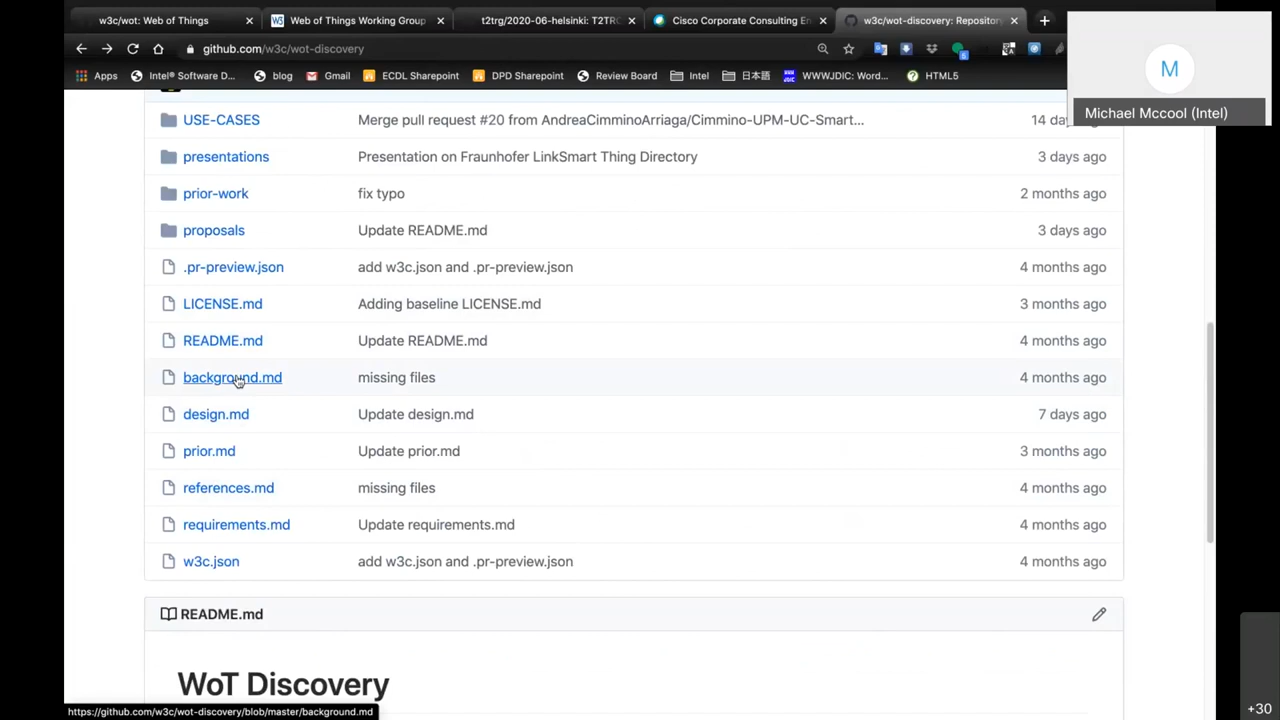 w3c/wot: Web of Things
Web of Things Working Group
t2trg/2020-06-helsinki: T2TRG
Cisco Corporate Consulting En
w3c/wot-discovery: Repository
github.com/w3c/wot-discovery
Apps
Intel® Software D...
blog
Gmail
ECDL Sharepoint
DPD Sharepoint
Review Board
Intel
日本語
WWWJDIC: Word...
HTML5
M
Michael Mccool (Intel)
USE-CASES Merge pull request #20 from AndreaCimminoArriaga/Cimmino-UPM-UC-Smart... 14 day
presentations Presentation on Fraunhofer LinkSmart Thing Directory 3 days ago
prior-work fix typo 2 months ago
proposals Update README.md 3 days ago
.pr-preview.json add w3c.json and .pr-preview.json 4 months ago
LICENSE.md Adding baseline LICENSE.md 3 months ago
README.md Update README.md 4 months ago
background.md missing files 4 months ago
design.md Update design.md 7 days ago
prior.md Update prior.md 3 months ago
references.md missing files 4 months ago
requirements.md Update requirements.md 4 months ago
w3c.json add w3c.json and .pr-preview.json 4 months ago
README.md
WoT Discovery
https://github.com/w3c/wot-discovery/blob/master/background.md
+30